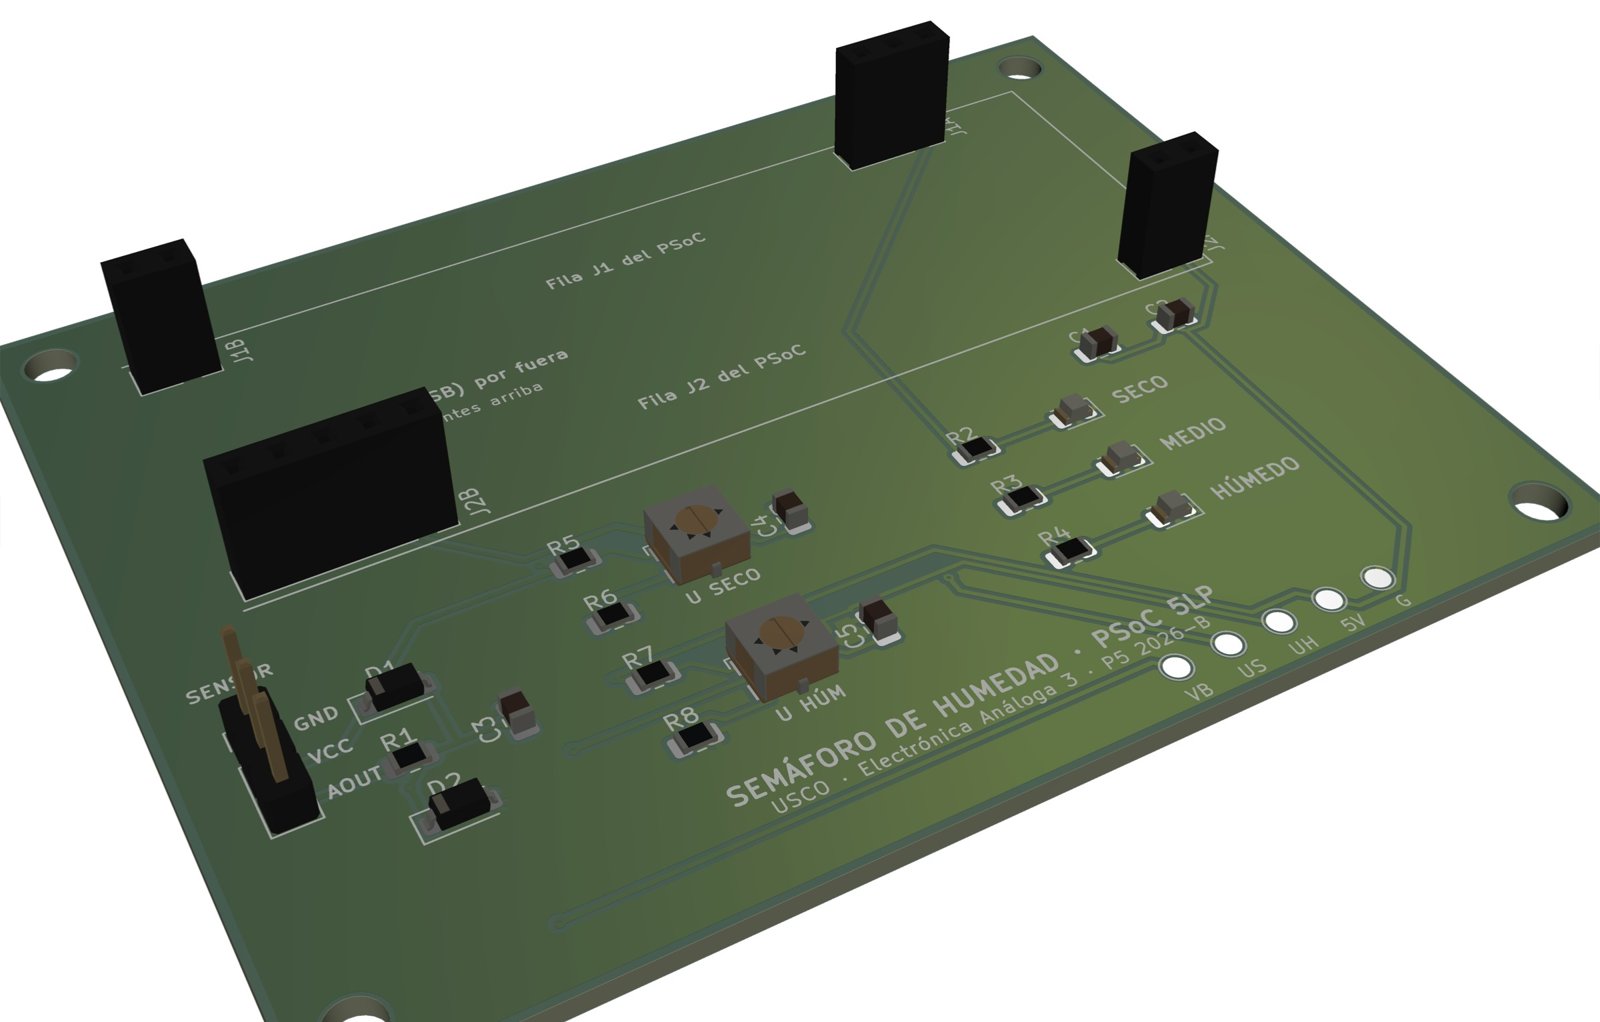 J1B
Fila J1 del PSoC
SB) por fuera
ntes arriba
Fila J2 del PSoC
J2B
C1
SECO
MEDIO
HÚMEDO
R2
R3
R4
R5
R6
R7
R8
C4
U SECO
C5
U HÚM
SENSOR
GND
VCC
AOUT
D1
R1
D2
C3
SEMÁFORO DE HUMEDAD · PSoC 5LP
USCO · Electrónica Análoga 3 . P5 2026-B
VB
US
UH
5V
G